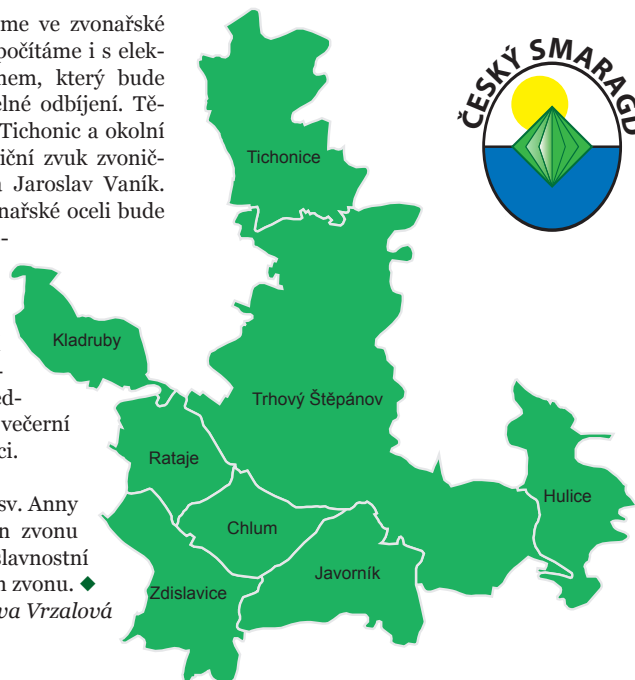 me ve zvonařské
počítáme i s elek-
nem, který bude
elné odbíjení. Tě-
Tichonic a okolní
iční zvuk zvonič-
Jaroslav Vaník.
nařské oceli bude
-
-
ed-
večerní
ci.
sv. Anny
n zvonu
slavnostní
zvonu. ◆
va Vrzalová
ČESKÝ SMARAGD
Tichonice
Kladruby
Trhový Štěpánov
Rataje
Hulice
Chlum
Javorník
Zdislavice